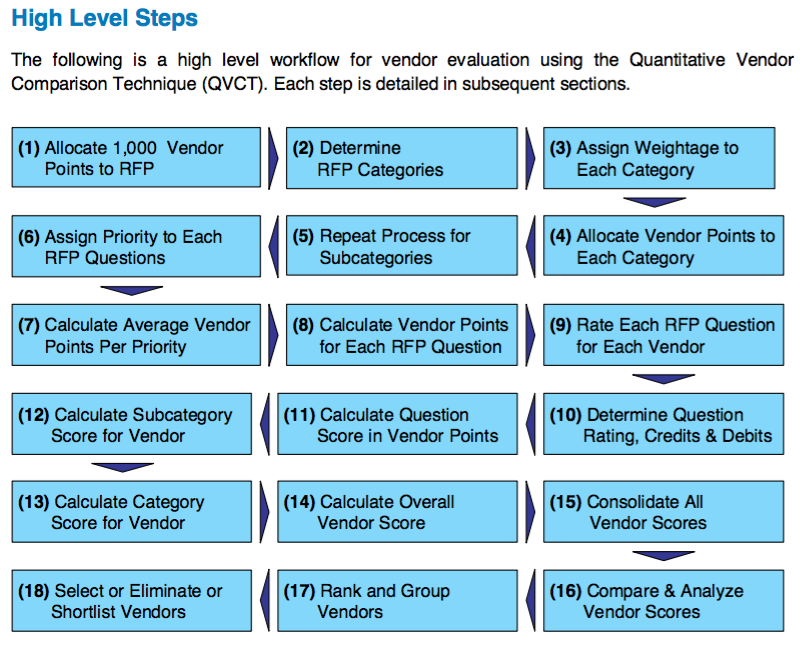 High Level Steps
The following is a high level workflow for vendor evaluation using the Quantitative Vendor
Comparison Technique (QVCT). Each step is detailed in subsequent sections.
(1) Allocate 1,000 Vendor
Points to RFP
(2) Determine
RFP Categories
(3) Assign Weightage to
Each Category
(6) Assign Priority to Each
RFP Questions
(5) Repeat Process for
Subcategories
(4) Allocate Vendor Points to
Each Category
(7) Calculate Average Vendor
Points Per Priority
(8) Calculate Vendor Points
for Each RFP Question
(9) Rate Each RFP Question
for Each Vendor
(12) Calculate Subcategory
Score for Vendor
(11) Calculate Question
Score in Vendor Points
(10) Determine Question
Rating, Credits & Debits
(13) Calculate Category
Score for Vendor
(14) Calculate Overall
Vendor Score
(15) Consolidate All
Vendor Scores
(18) Select or Eliminate or
Shortlist Vendors
(17) Rank and Group
Vendors
(16) Compare & Analyze
Vendor Scores